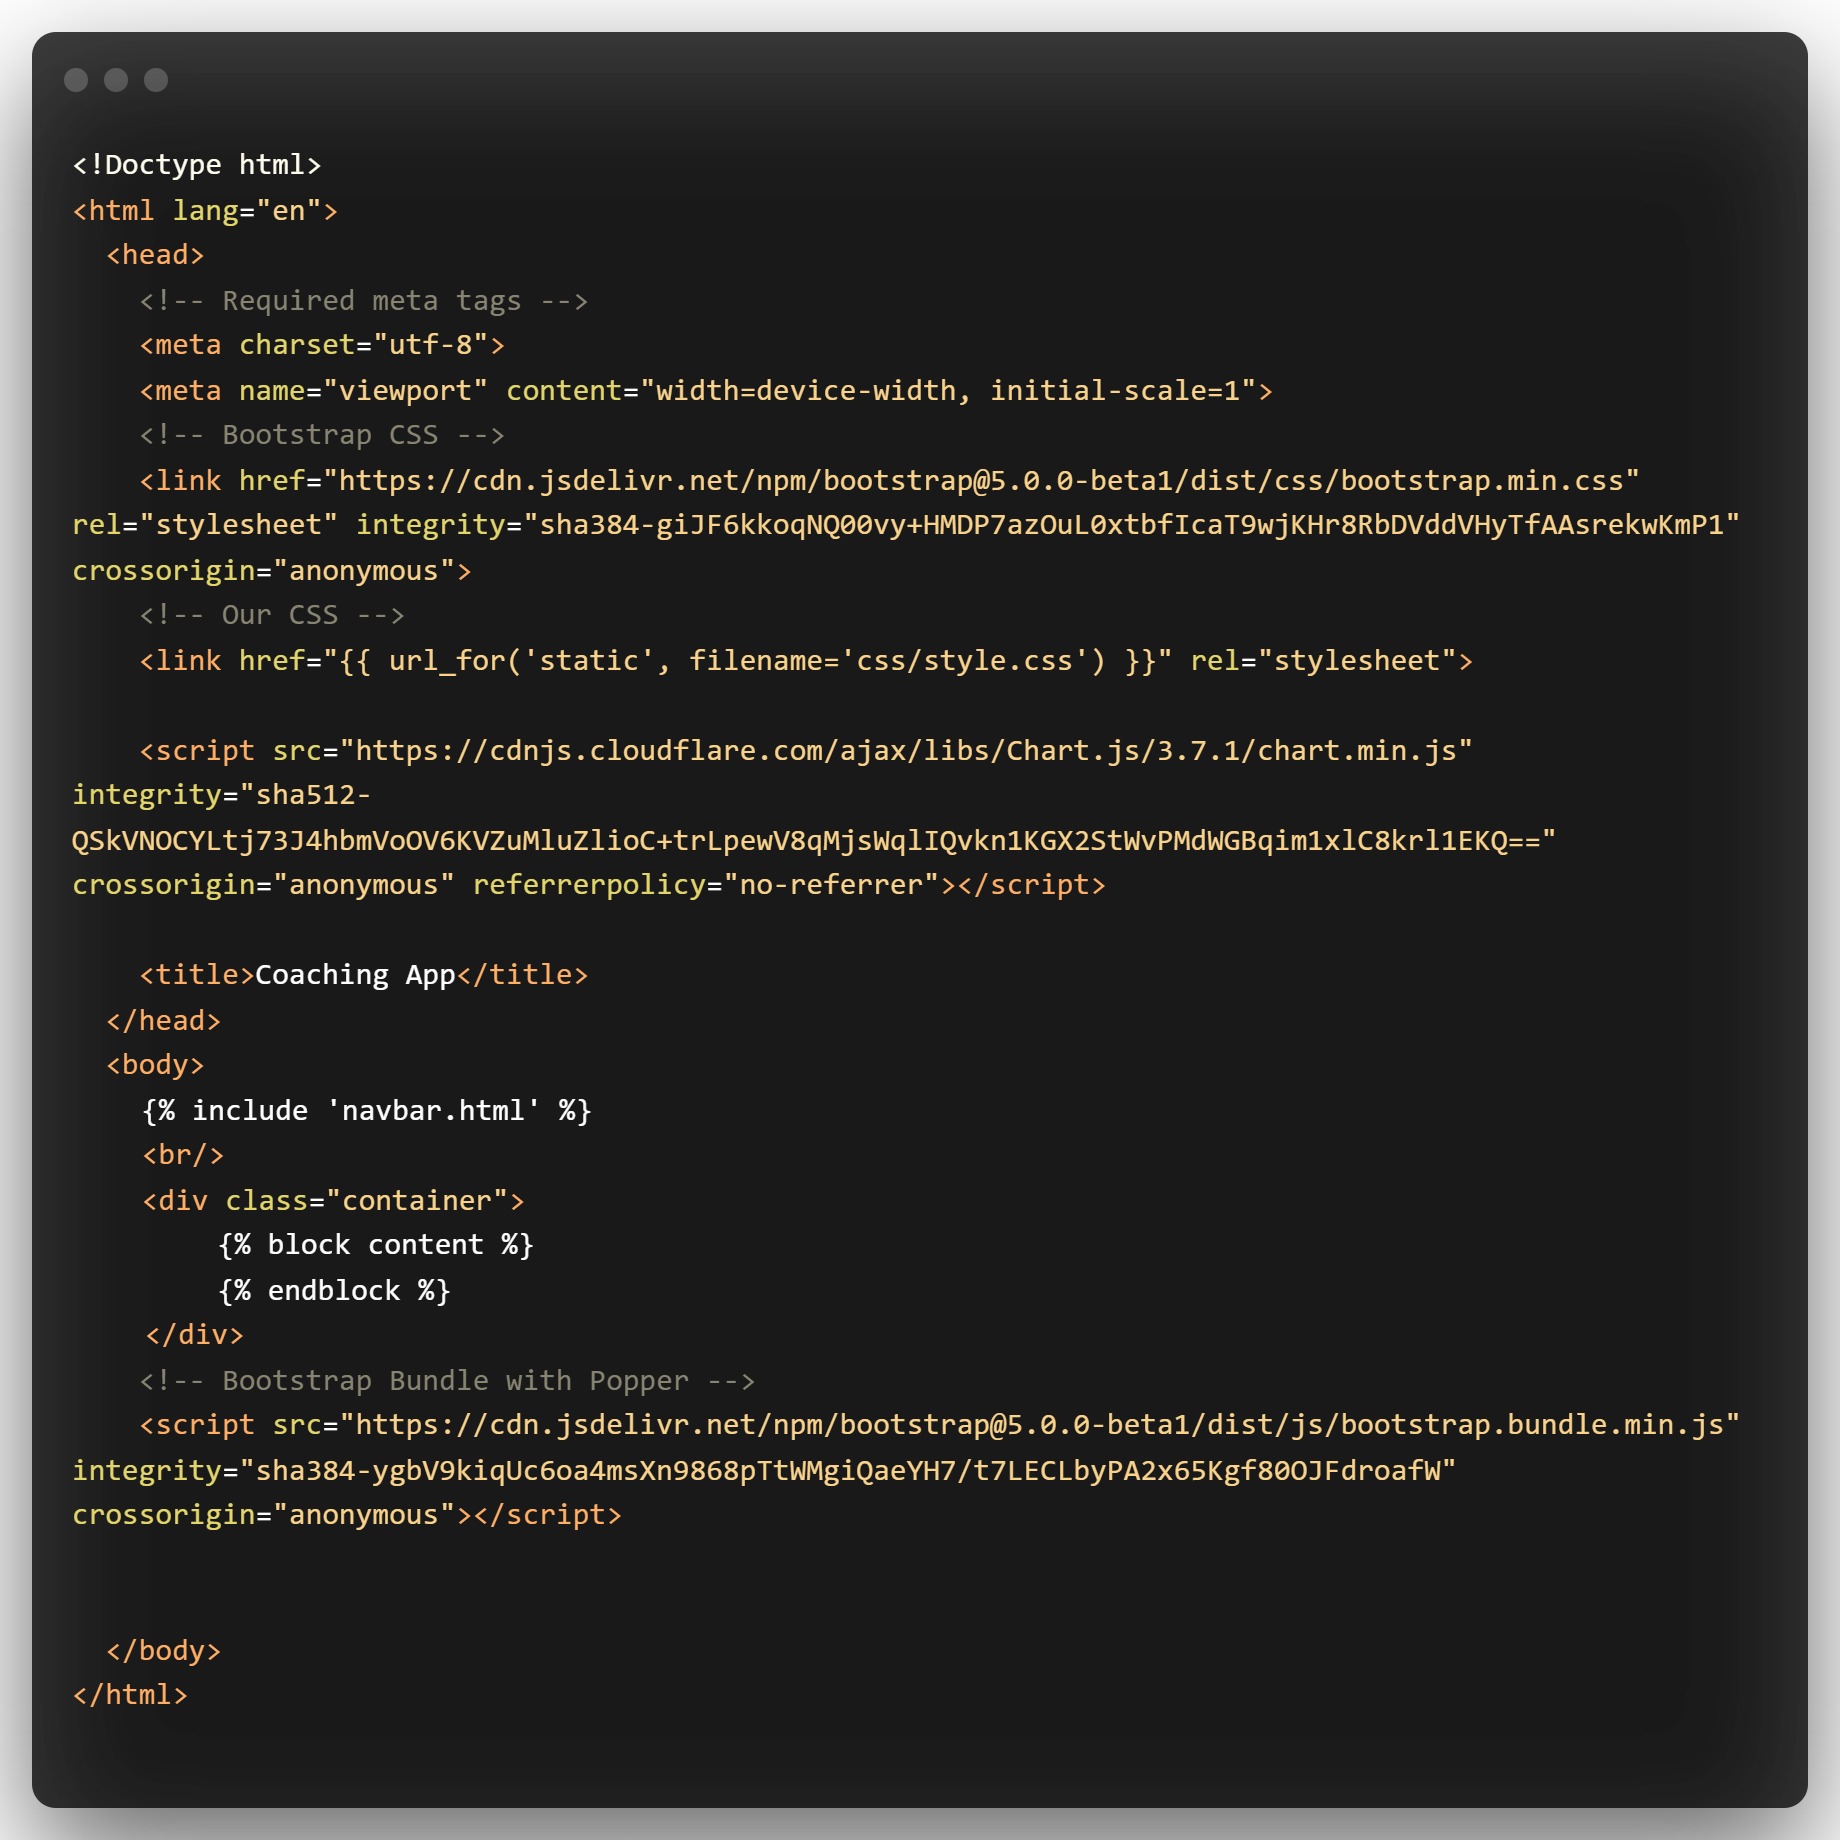 <!Doctype html>
<html lang="en">
<head>
<!-- Required meta tags -->
<meta charset="utf-8">
<meta name="viewport" content="width=device-width, initial-scale=1">
<!-- Bootstrap CSS -->
<link href="https://cdn.jsdelivr.net/npm/bootstrap@5.0.0-beta1/dist/css/bootstrap.min.css"
rel="stylesheet" integrity="sha384-giJF6kkoqNQ00vy+HMDP7azOuL0xtbfIcaT9wjKHr8RbDVddVHyTfAAsrekwKmP1"
crossorigin="anonymous">
<!-- Our CSS -->
<link href="{{ url_for('static', filename='css/style.css') }}" rel="stylesheet">
<script src="https://cdnjs.cloudflare.com/ajax/libs/Chart.js/3.7.1/chart.min.js"
integrity="sha512-
QSkVNOCYLtj73J4hbmVoOV6KVZuMluZlioC+trLpewV8qMjsWqlIQvkn1KGX2StWvPMdWGBqim1xlC8krl1EKQ=="
crossorigin="anonymous" referrerpolicy="no-referrer"></script>
<title>Coaching App</title>
</head>
<body>
{% include 'navbar.html' %}
<br/>
<div class="container">
{% block content %}
{% endblock %}
</div>
<!-- Bootstrap Bundle with Popper -->
<script src="https://cdn.jsdelivr.net/npm/bootstrap@5.0.0-beta1/dist/js/bootstrap.bundle.min.js"
integrity="sha384-ygbV9kiqUc6oa4msXn9868pTtWMgiQaeYH7/t7LECLbyPA2x65Kgf80OJFdroafW"
crossorigin="anonymous"></script>
</body>
</html>